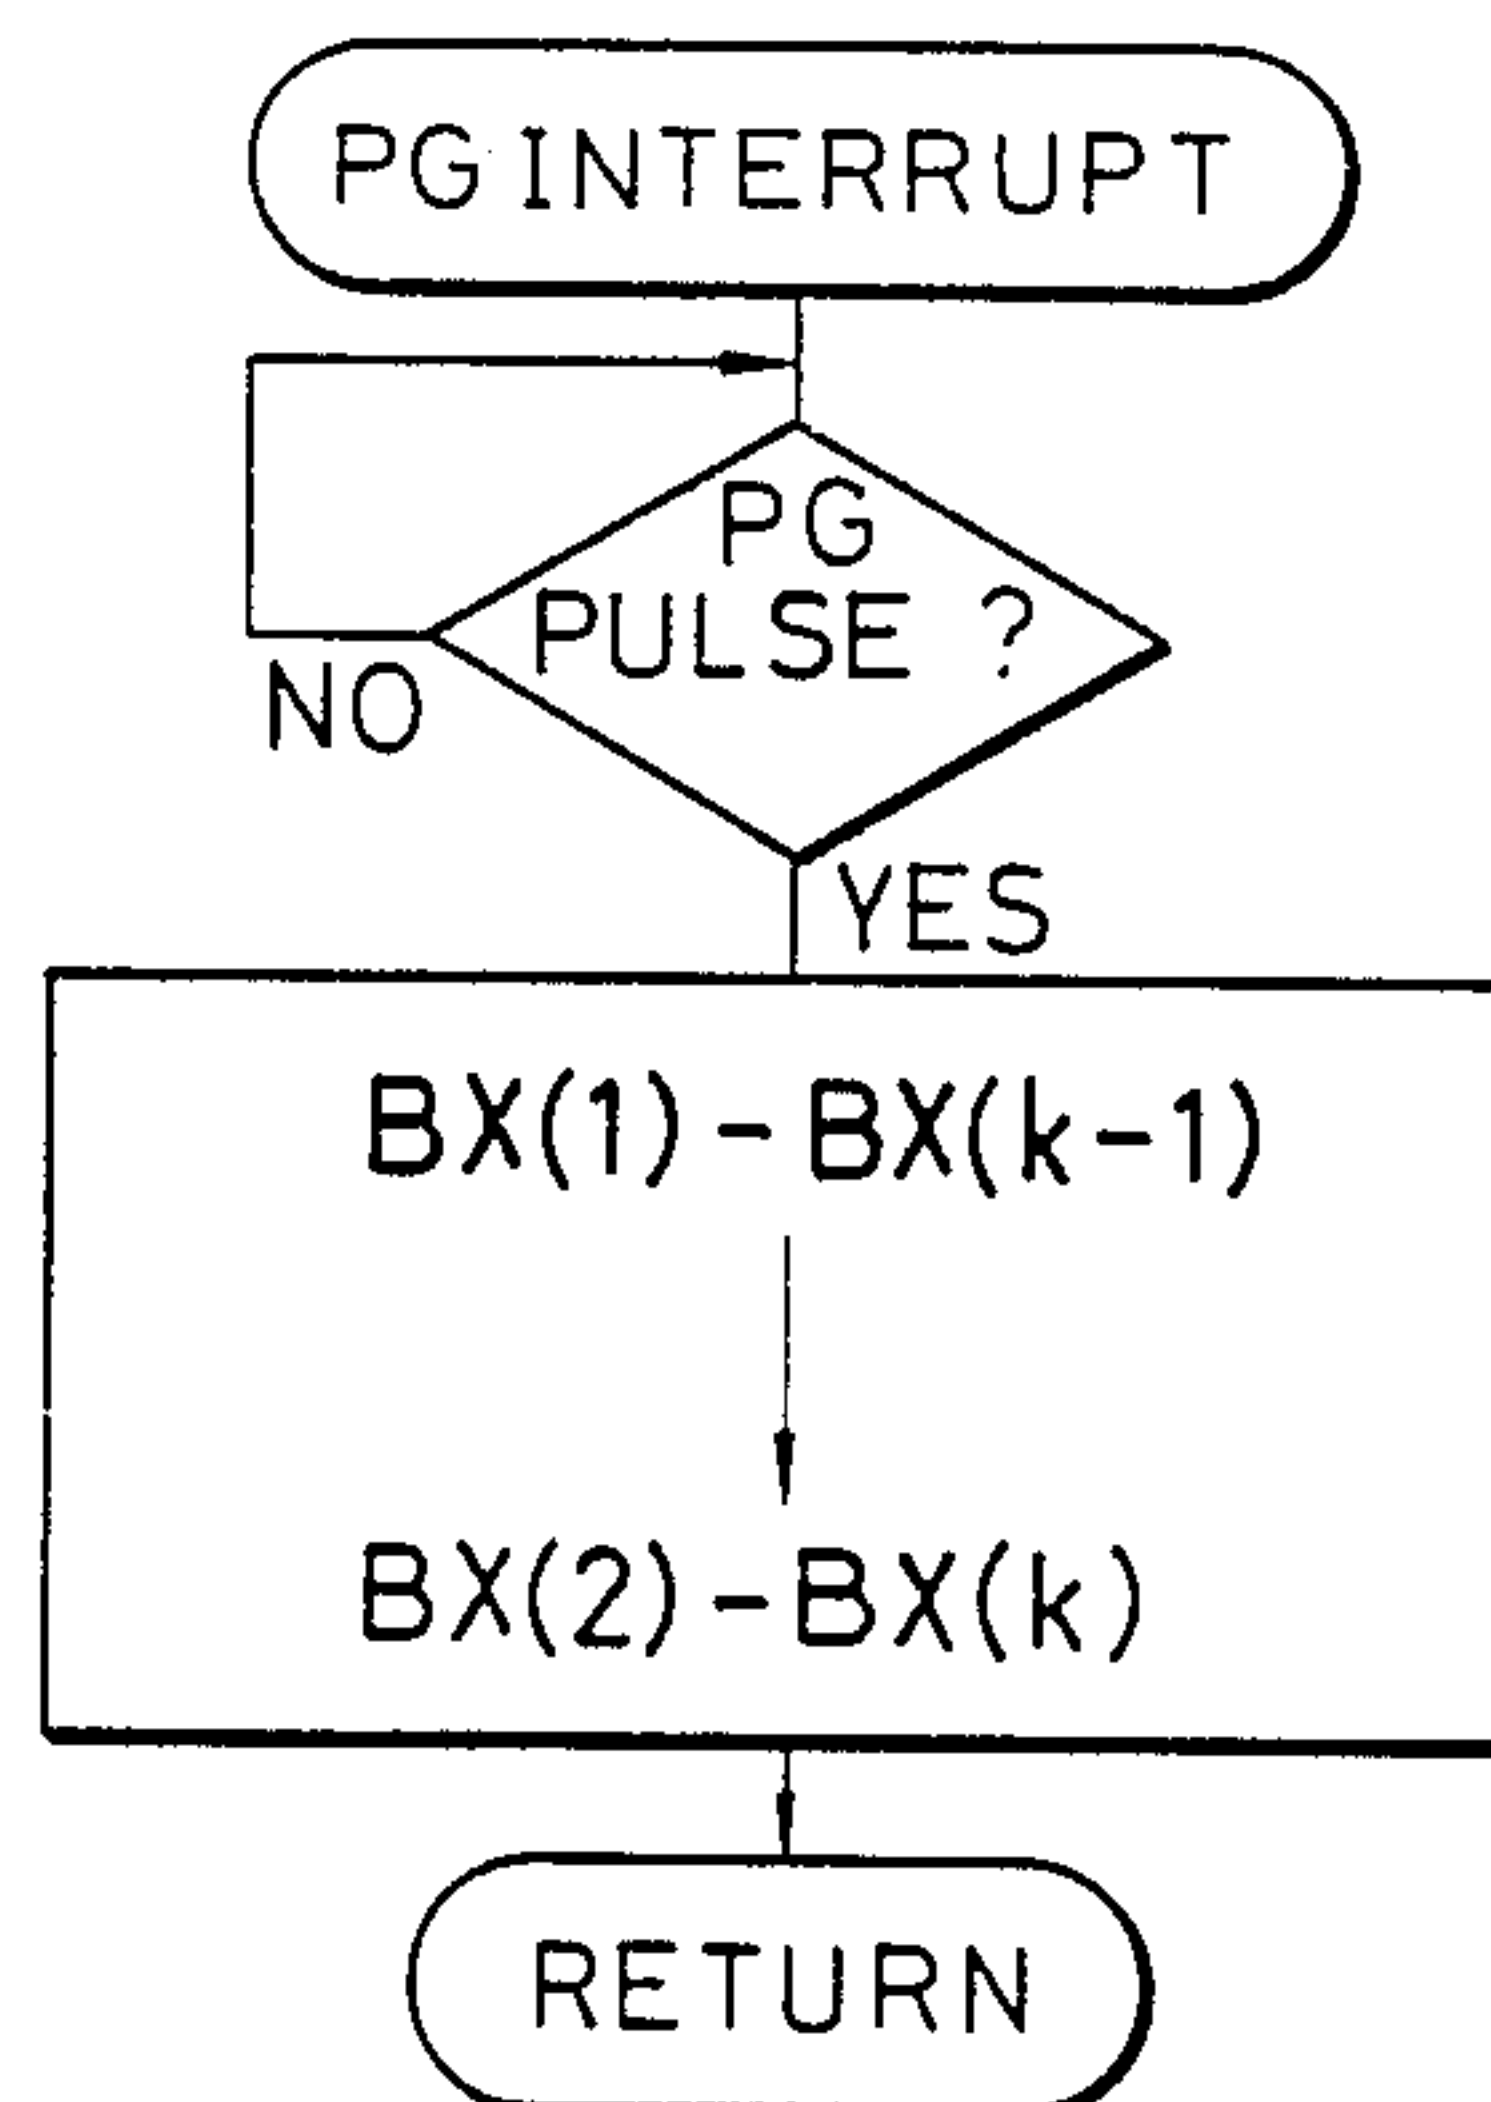 PG INTERRUPT
PG
PULSE ?
NO
YES
BX(1)-BX(k-1)
BX(2)-BX(k)
RETURN